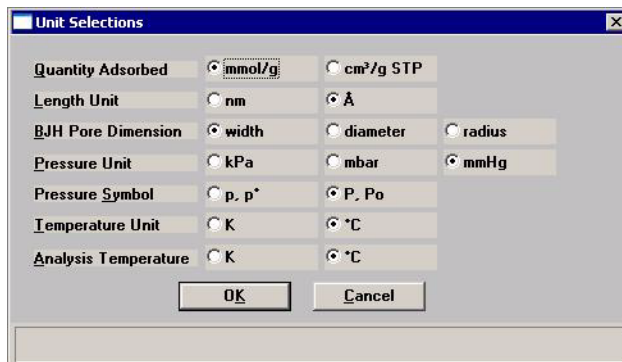 Unit Selections
Quantity Adsorbed mmol/g cm³/g STP
Length Unit nm Å
BJH Pore Dimension width diameter radius
Pressure Unit kPa mbar mmHg
Pressure Symbol p, p° P, Po
Temperature Unit K °C
Analysis Temperature K °C
OK Cancel